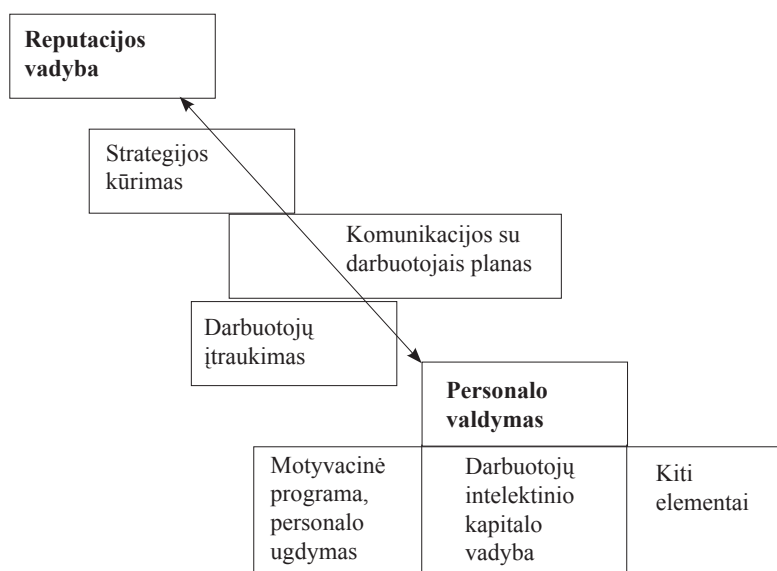 Reputacijos
vadyba
Strategijos
kūrimas
Komunikacijos su
darbuotojais planas
Darbuotojų
įtraukimas
Personalo
valdymas
Motyvacinė
programa,
personalo
ugdymas
Darbuotojų
intelektinio
kapitalo
vadyba
Kiti
elementai